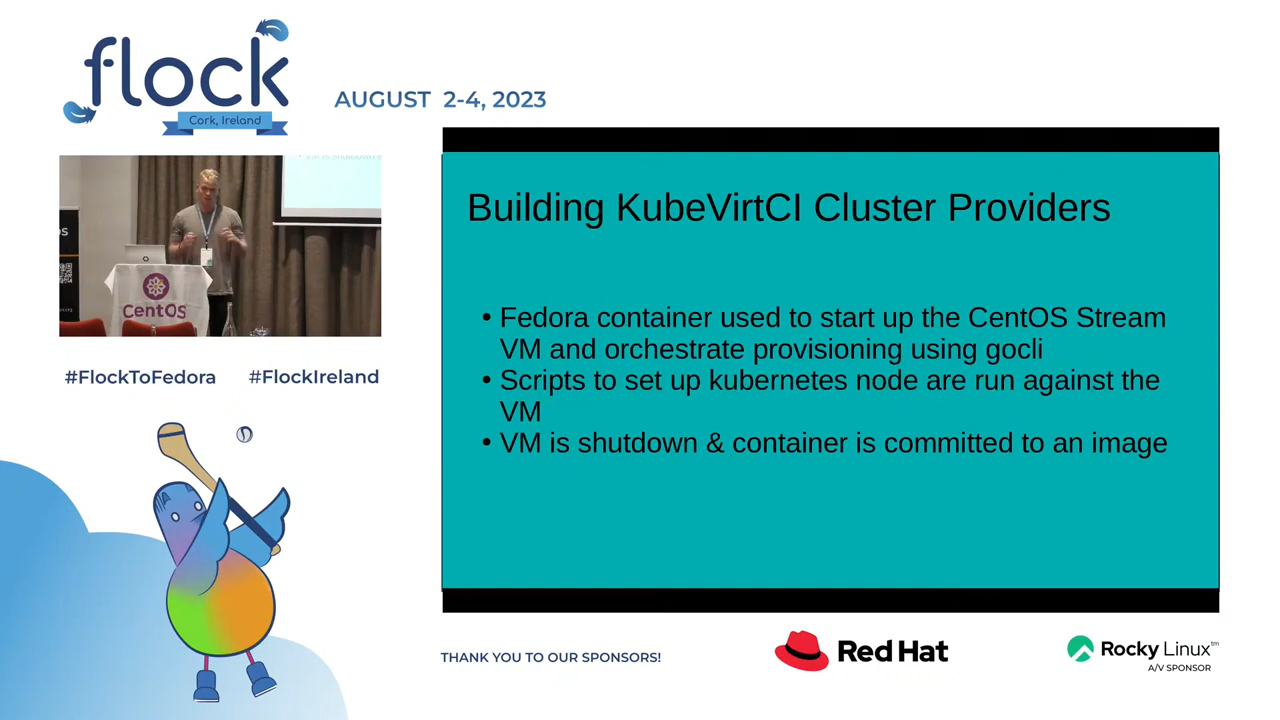 flock
Cork, Ireland
AUGUST 2-4, 2023
CentOS
#FlockToFedora #FlockIreland
Building KubeVirtCI Cluster Providers
• Fedora container used to start up the CentOS Stream
VM and orchestrate provisioning using gocli
• Scripts to set up kubernetes node are run against the
VM
• VM is shutdown & container is committed to an image
THANK YOU TO OUR SPONSORS!
Red Hat
Rocky Linux™
A/V SPONSOR